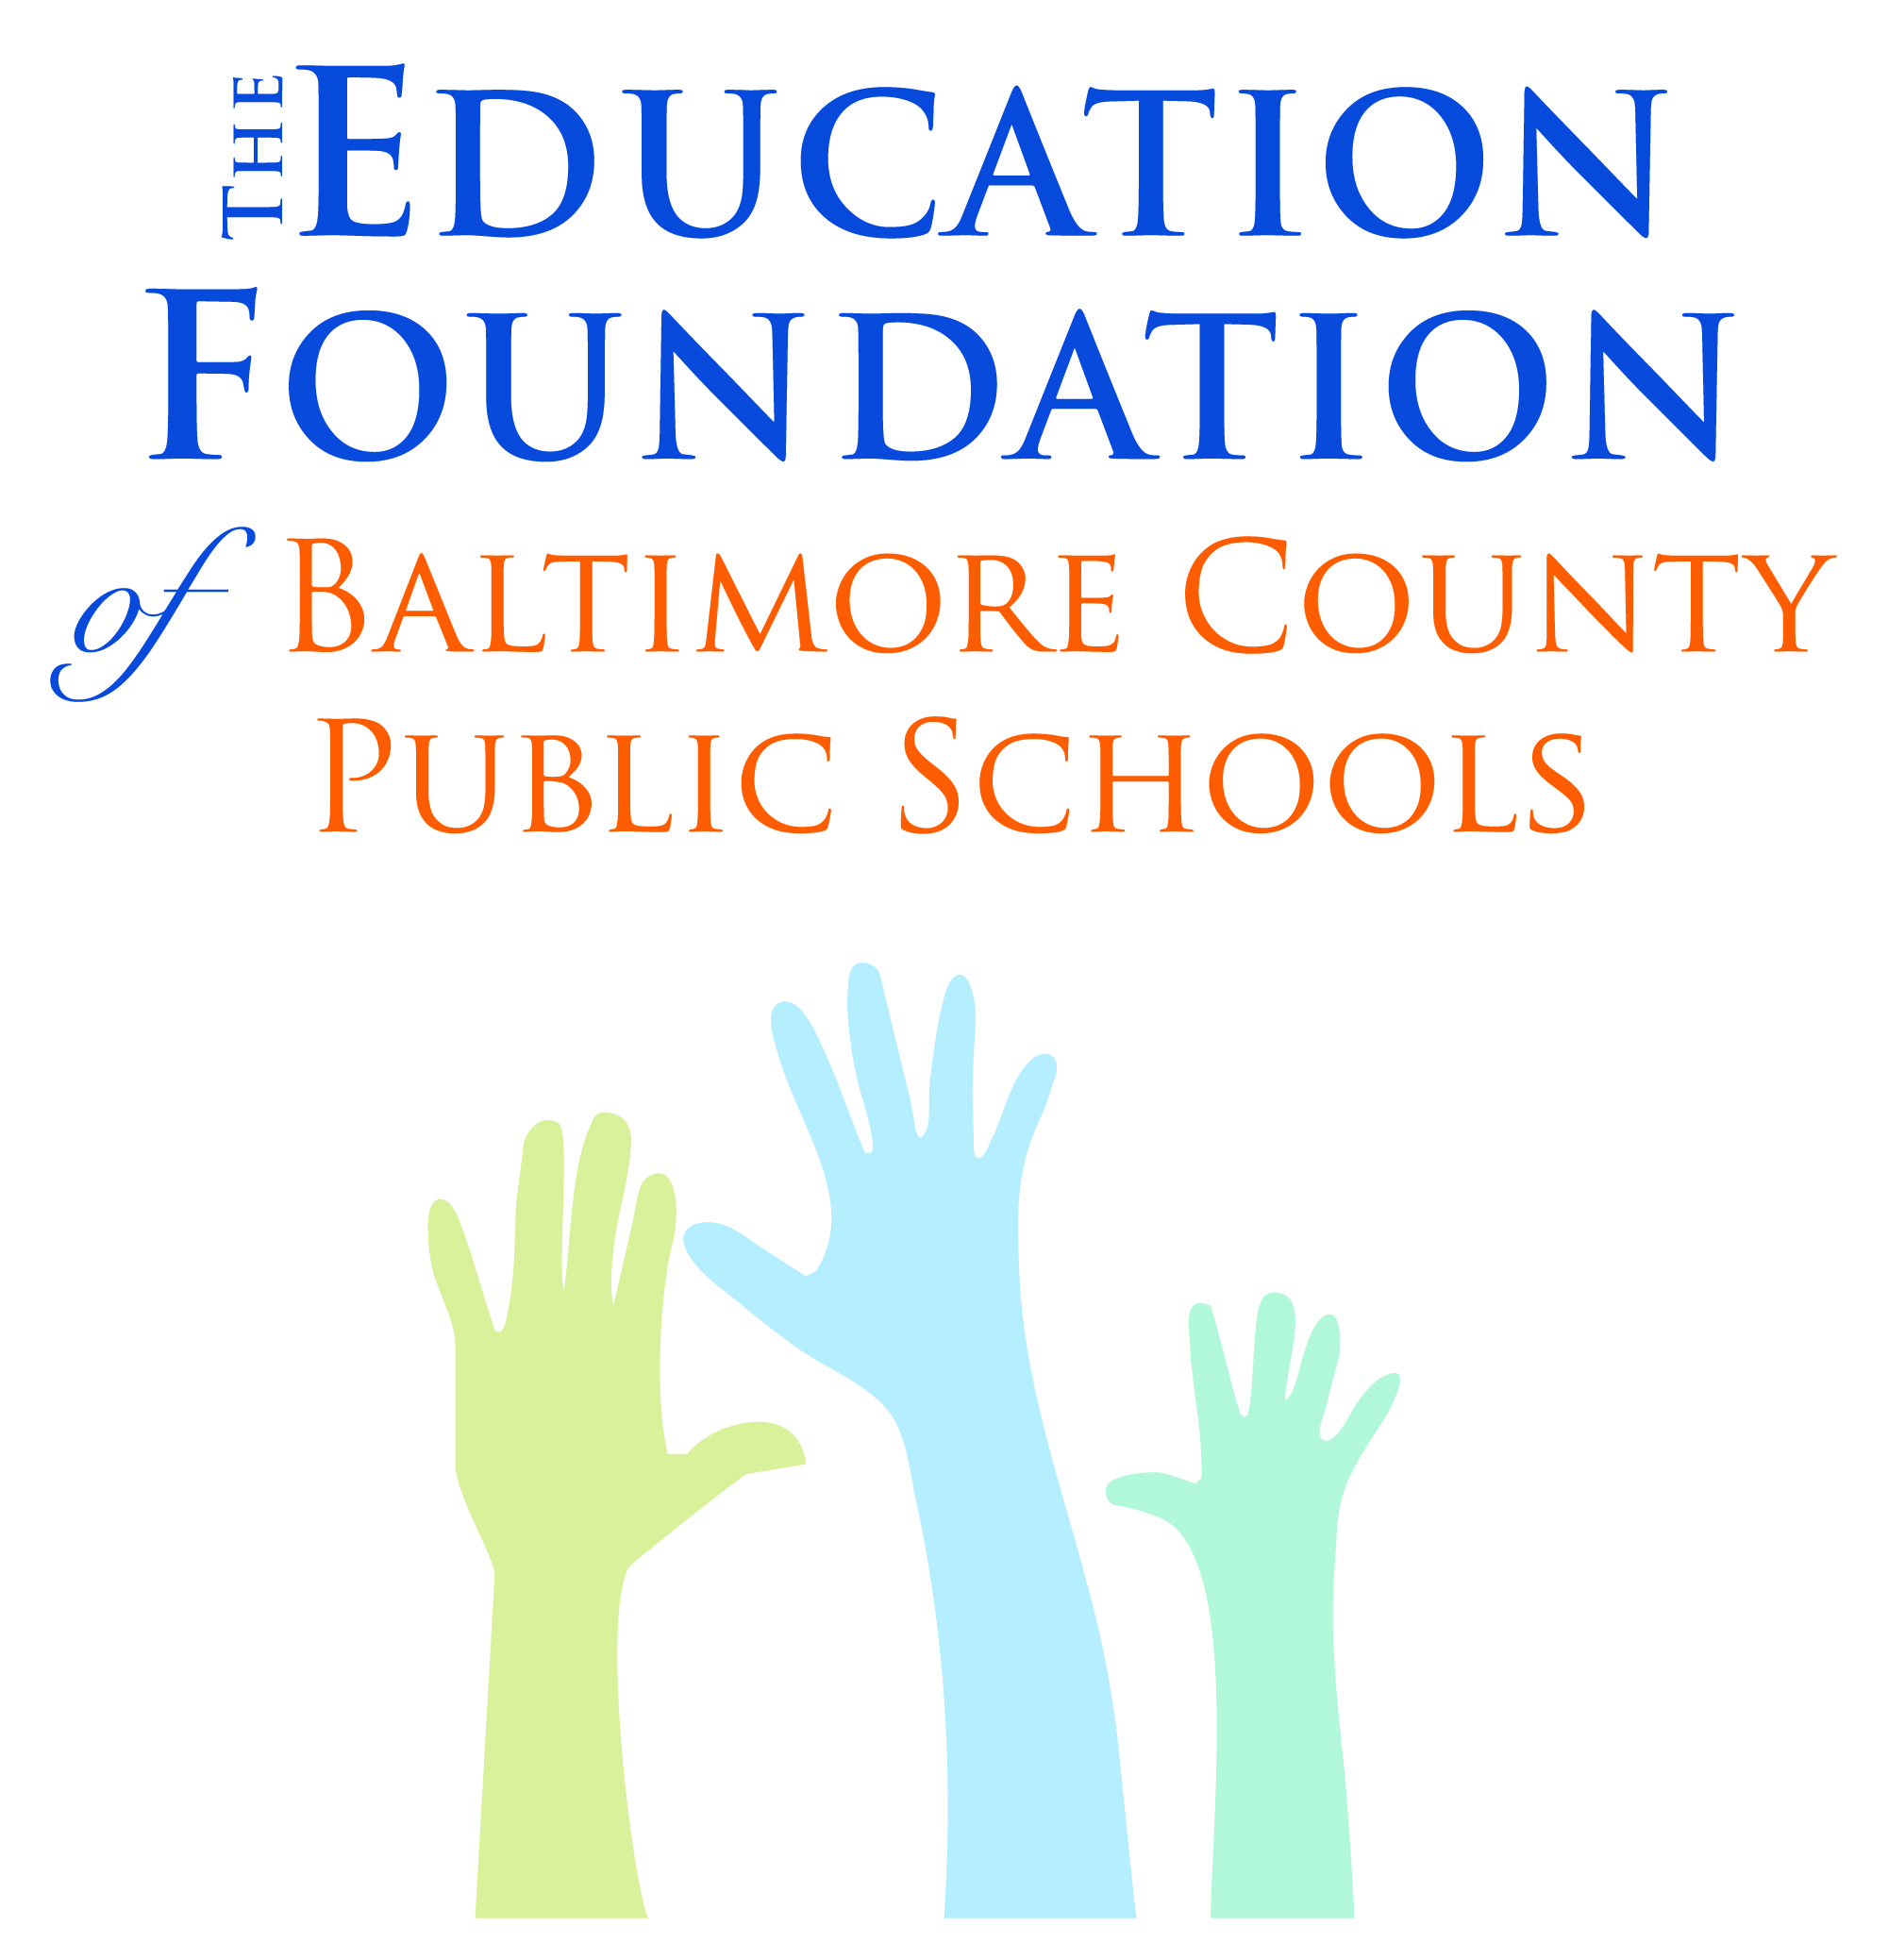 THE EDUCATION
FOUNDATION
of BALTIMORE COUNTY
PUBLIC SCHOOLS